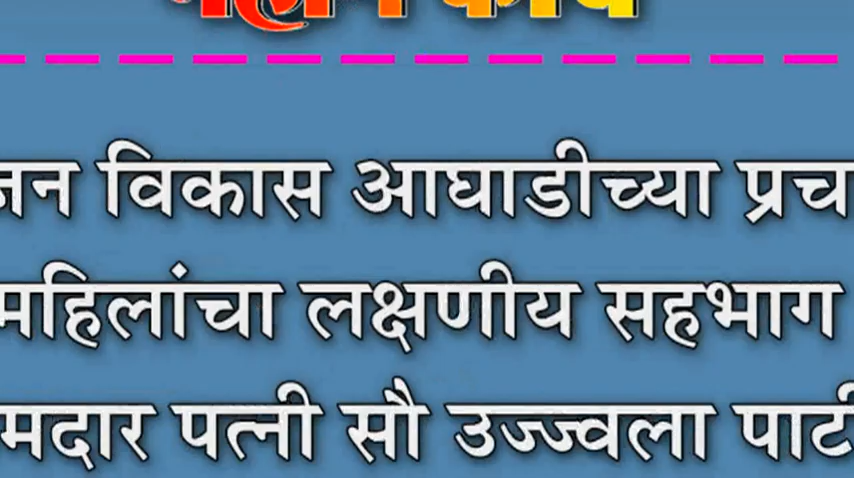 जन विकास आघाडीच्या प्रच
महिलांचा लक्षणीय सहभाग
मदार पत्नी सौ उज्ज्वला पाटी